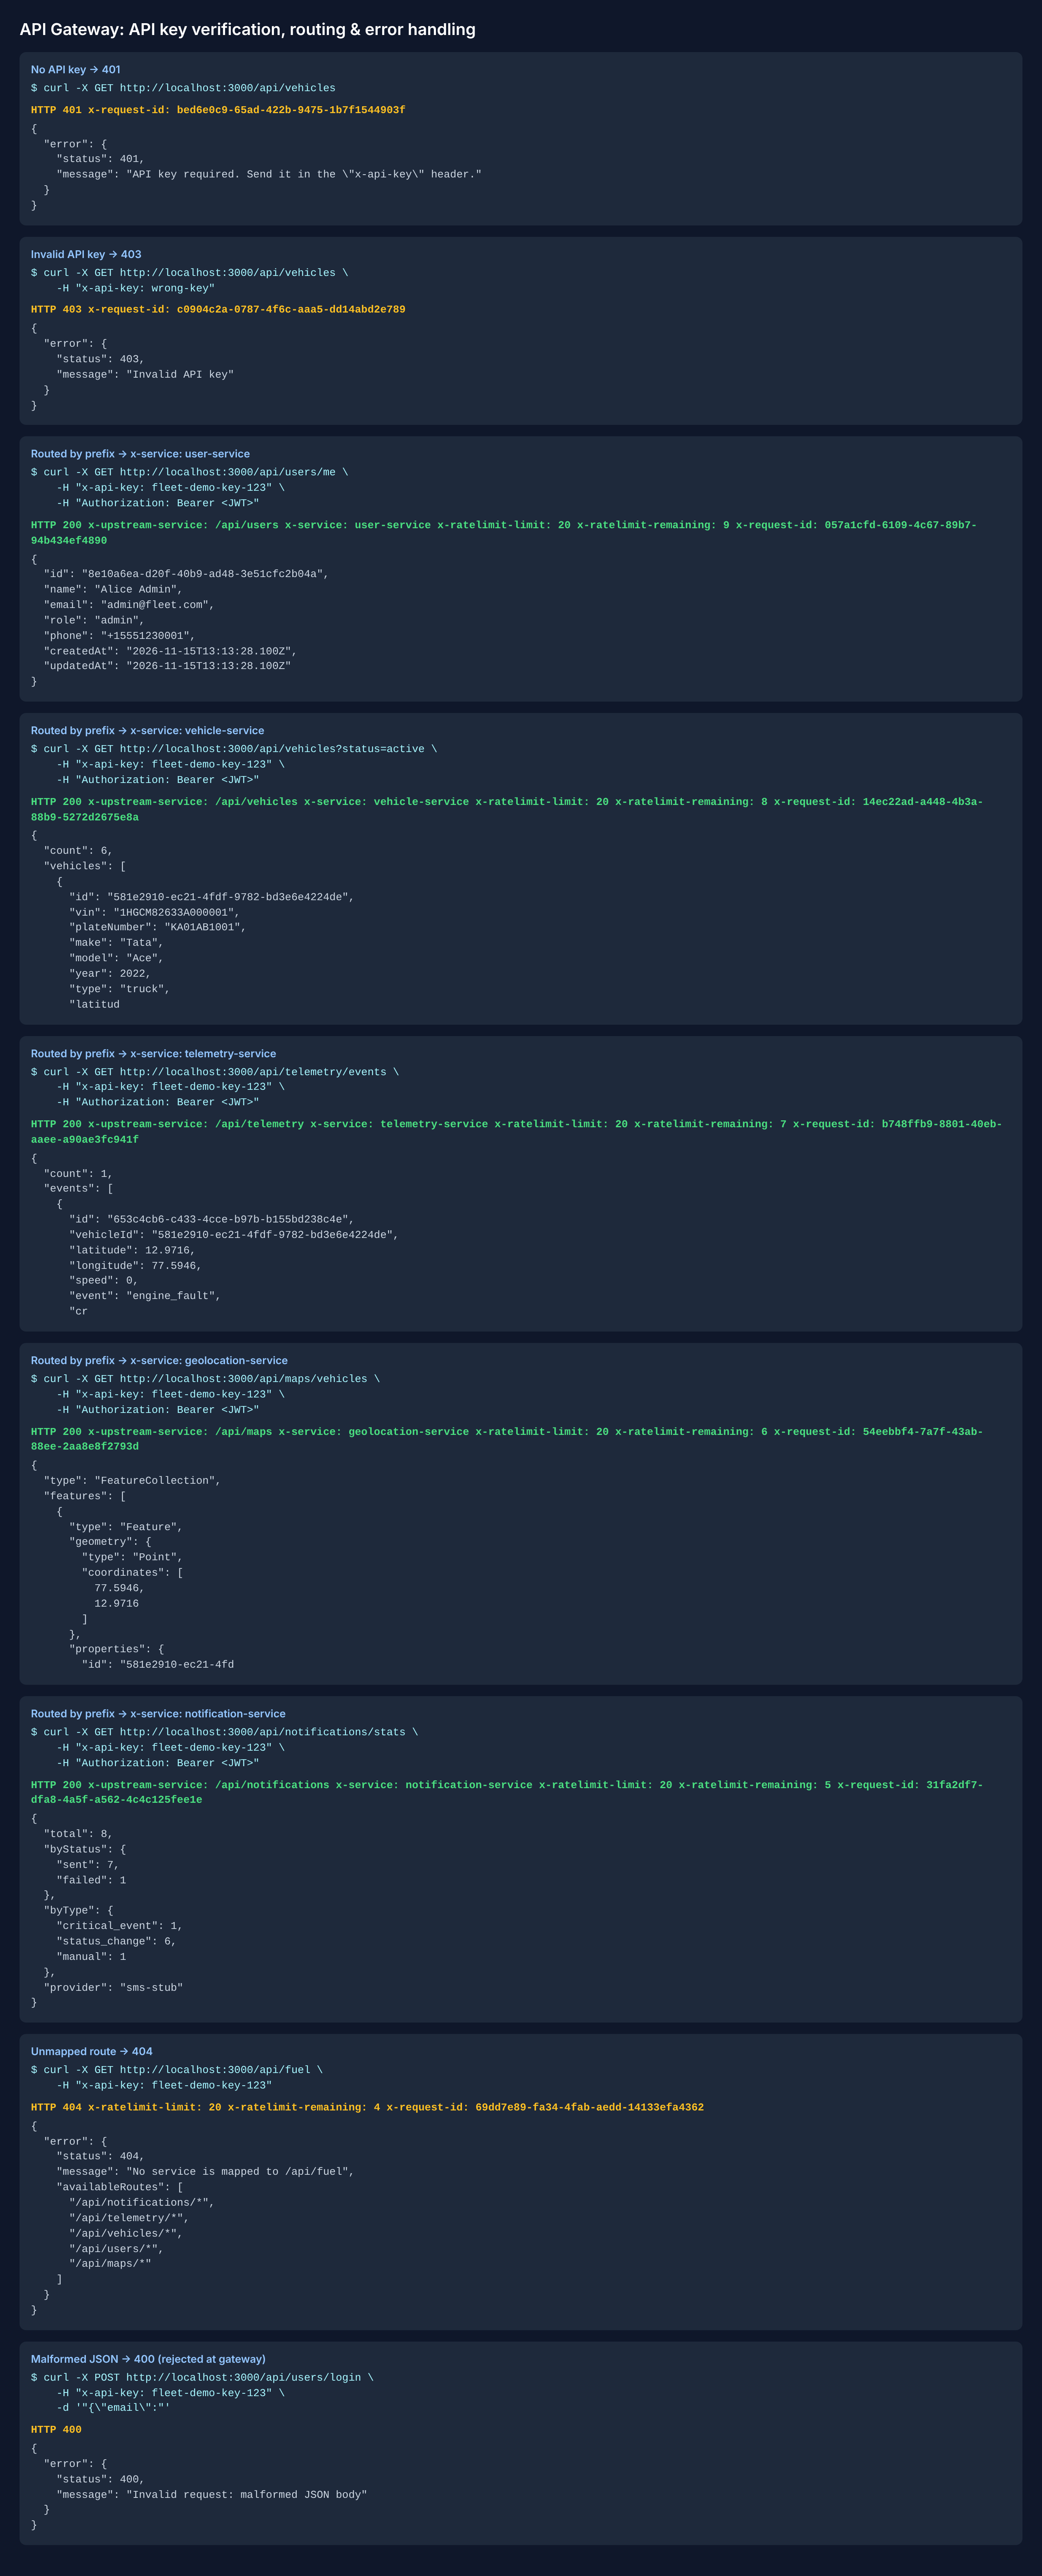 API Gateway: API key verification, routing & error handling
No API key → 401
$ curl -X GET http://localhost:3000/api/vehicles
HTTP 401 x-request-id: bed6e0c9-65ad-422b-9475-1b7f1544903f
{
  "error": {
    "status": 401,
    "message": "API key required. Send it in the \"x-api-key\" header."
  }
}
Invalid API key → 403
$ curl -X GET http://localhost:3000/api/vehicles \
    -H "x-api-key: wrong-key"
HTTP 403 x-request-id: c0904c2a-0787-4f6c-aaa5-dd14abd2e789
{
  "error": {
    "status": 403,
    "message": "Invalid API key"
  }
}
Routed by prefix → x-service: user-service
$ curl -X GET http://localhost:3000/api/users/me \
    -H "x-api-key: fleet-demo-key-123" \
    -H "Authorization: Bearer <JWT>"
HTTP 200 x-upstream-service: /api/users x-service: user-service x-ratelimit-limit: 20 x-ratelimit-remaining: 9 x-request-id: 057a1cfd-6109-4c67-89b7-
94b434ef4890
{
  "id": "8e10a6ea-d20f-40b9-ad48-3e51cfc2b04a",
  "name": "Alice Admin",
  "email": "admin@fleet.com",
  "role": "admin",
  "phone": "+15551230001",
  "createdAt": "2026-11-15T13:13:28.100Z",
  "updatedAt": "2026-11-15T13:13:28.100Z"
}
Routed by prefix → x-service: vehicle-service
$ curl -X GET http://localhost:3000/api/vehicles?status=active \
    -H "x-api-key: fleet-demo-key-123" \
    -H "Authorization: Bearer <JWT>"
HTTP 200 x-upstream-service: /api/vehicles x-service: vehicle-service x-ratelimit-limit: 20 x-ratelimit-remaining: 8 x-request-id: 14ec22ad-a448-4b3a-
88b9-5272d2675e8a
{
  "count": 6,
  "vehicles": [
    {
      "id": "581e2910-ec21-4fdf-9782-bd3e6e4224de",
      "vin": "1HGCM82633A000001",
      "plateNumber": "KA01AB1001",
      "make": "Tata",
      "model": "Ace",
      "year": 2022,
      "type": "truck",
      "latitud
Routed by prefix → x-service: telemetry-service
$ curl -X GET http://localhost:3000/api/telemetry/events \
    -H "x-api-key: fleet-demo-key-123" \
    -H "Authorization: Bearer <JWT>"
HTTP 200 x-upstream-service: /api/telemetry x-service: telemetry-service x-ratelimit-limit: 20 x-ratelimit-remaining: 7 x-request-id: b748ffb9-8801-40eb-
aaee-a90ae3fc941f
{
  "count": 1,
  "events": [
    {
      "id": "653c4cb6-c433-4cce-b97b-b155bd238c4e",
      "vehicleId": "581e2910-ec21-4fdf-9782-bd3e6e4224de",
      "latitude": 12.9716,
      "longitude": 77.5946,
      "speed": 0,
      "event": "engine_fault",
      "cr
Routed by prefix → x-service: geolocation-service
$ curl -X GET http://localhost:3000/api/maps/vehicles \
    -H "x-api-key: fleet-demo-key-123" \
    -H "Authorization: Bearer <JWT>"
HTTP 200 x-upstream-service: /api/maps x-service: geolocation-service x-ratelimit-limit: 20 x-ratelimit-remaining: 6 x-request-id: 54eebbf4-7a7f-43ab-
88ee-2aa8e8f2793d
{
  "type": "FeatureCollection",
  "features": [
    {
      "type": "Feature",
      "geometry": {
        "type": "Point",
        "coordinates": [
          77.5946,
          12.9716
        ]
      },
      "properties": {
        "id": "581e2910-ec21-4fd
Routed by prefix → x-service: notification-service
$ curl -X GET http://localhost:3000/api/notifications/stats \
    -H "x-api-key: fleet-demo-key-123" \
    -H "Authorization: Bearer <JWT>"
HTTP 200 x-upstream-service: /api/notifications x-service: notification-service x-ratelimit-limit: 20 x-ratelimit-remaining: 5 x-request-id: 31fa2df7-
dfa8-4a5f-a562-4c4c125fee1e
{
  "total": 8,
  "byStatus": {
    "sent": 7,
    "failed": 1
  },
  "byType": {
    "critical_event": 1,
    "status_change": 6,
    "manual": 1
  },
  "provider": "sms-stub"
}
Unmapped route → 404
$ curl -X GET http://localhost:3000/api/fuel \
    -H "x-api-key: fleet-demo-key-123"
HTTP 404 x-ratelimit-limit: 20 x-ratelimit-remaining: 4 x-request-id: 69dd7e89-fa34-4fab-aedd-14133efa4362
{
  "error": {
    "status": 404,
    "message": "No service is mapped to /api/fuel",
    "availableRoutes": [
      "/api/notifications/*",
      "/api/telemetry/*",
      "/api/vehicles/*",
      "/api/users/*",
      "/api/maps/*"
    ]
  }
}
Malformed JSON → 400 (rejected at gateway)
$ curl -X POST http://localhost:3000/api/users/login \
    -H "x-api-key: fleet-demo-key-123" \
    -d '"{\"email\":"'
HTTP 400
{
  "error": {
    "status": 400,
    "message": "Invalid request: malformed JSON body"
  }
}